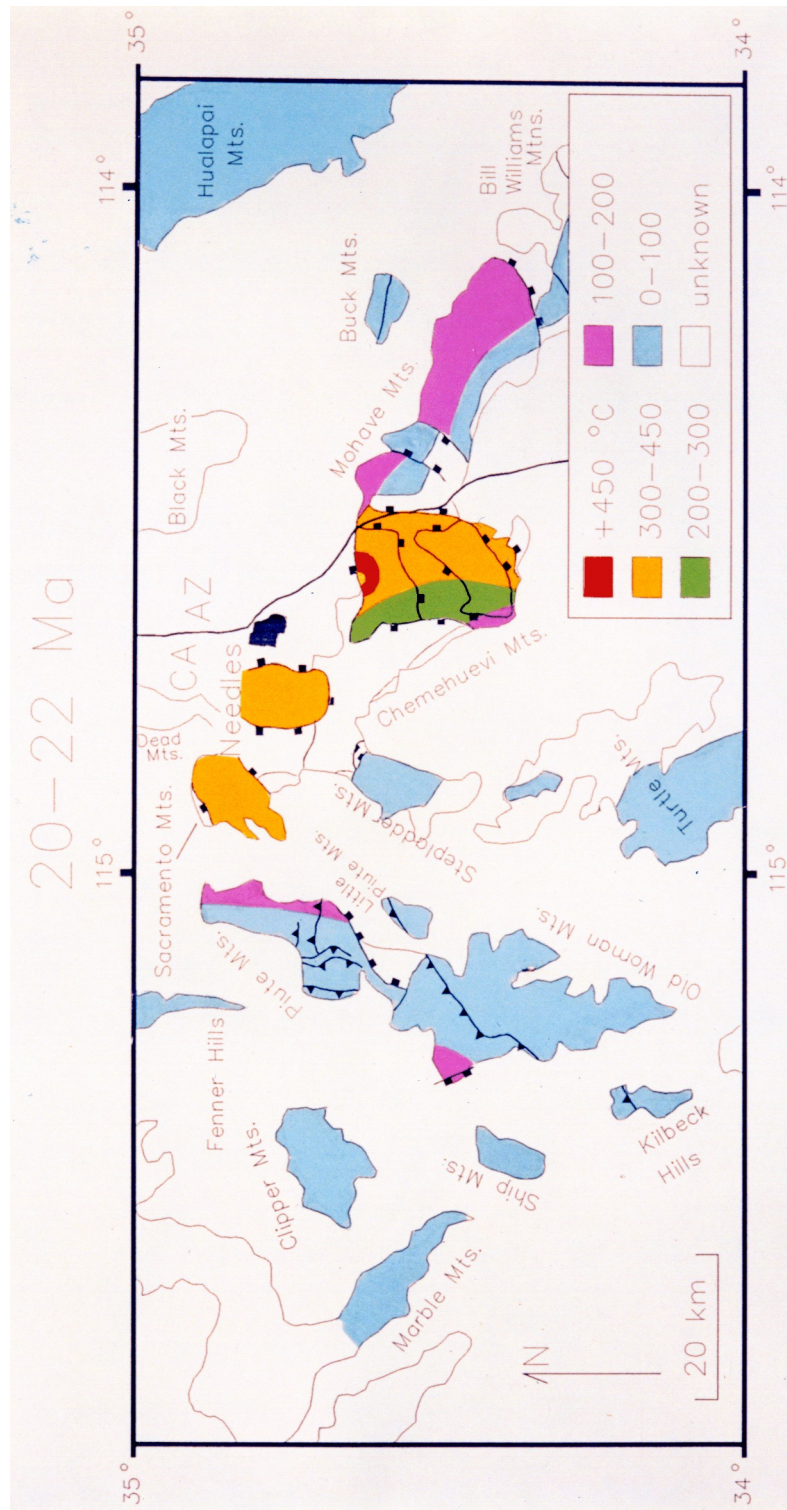 20–22 Ma
35°
115°
114°
35°
Hualapai
Mts.
Black Mts.
Buck Mts.
Bill
Williams
Mtns.
Mohave Mts.
CA
AZ
Needles
Dead
Mts.
Sacramento Mts.
Chemehuevi Mts.
Stepladder Mts.
Turtle Mts.
Little
Piute Mts.
Piute Mts.
Old Woman Mts.
Fenner Hills
Clipper Mts.
Ship Mts.
Kilbeck
Hills
Marble Mts.
N
20 km
+450 °C
300–450
200–300
100–200
0–100
unknown
34°
115°
114°
34°